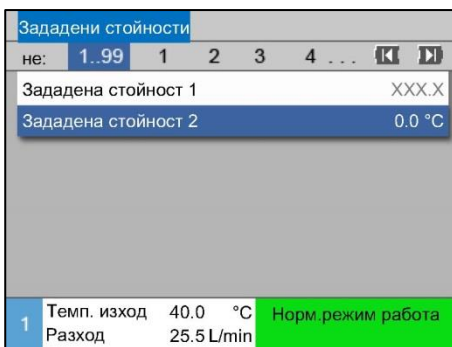 Зададени стойности
не: 1..99 1 2 3 4 ...
Зададена стойност 1 XXX.X
Зададена стойност 2 0.0 °C
1 Темп. изход 40.0 °C Норм.режим работа
Разход 25.5 L/min